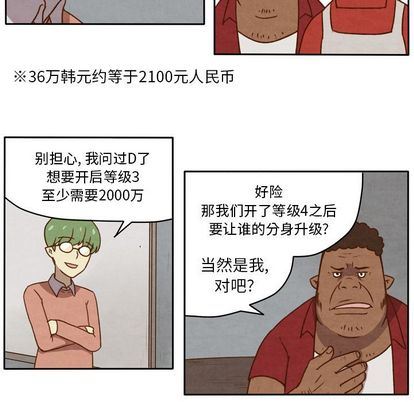 ※36万韩元约等于2100元人民币
别担心, 我问过D了
想要开启等级3
至少需要2000万
好险
那我们开了等级4之后
要让谁的分身升级?
当然是我,
对吧?